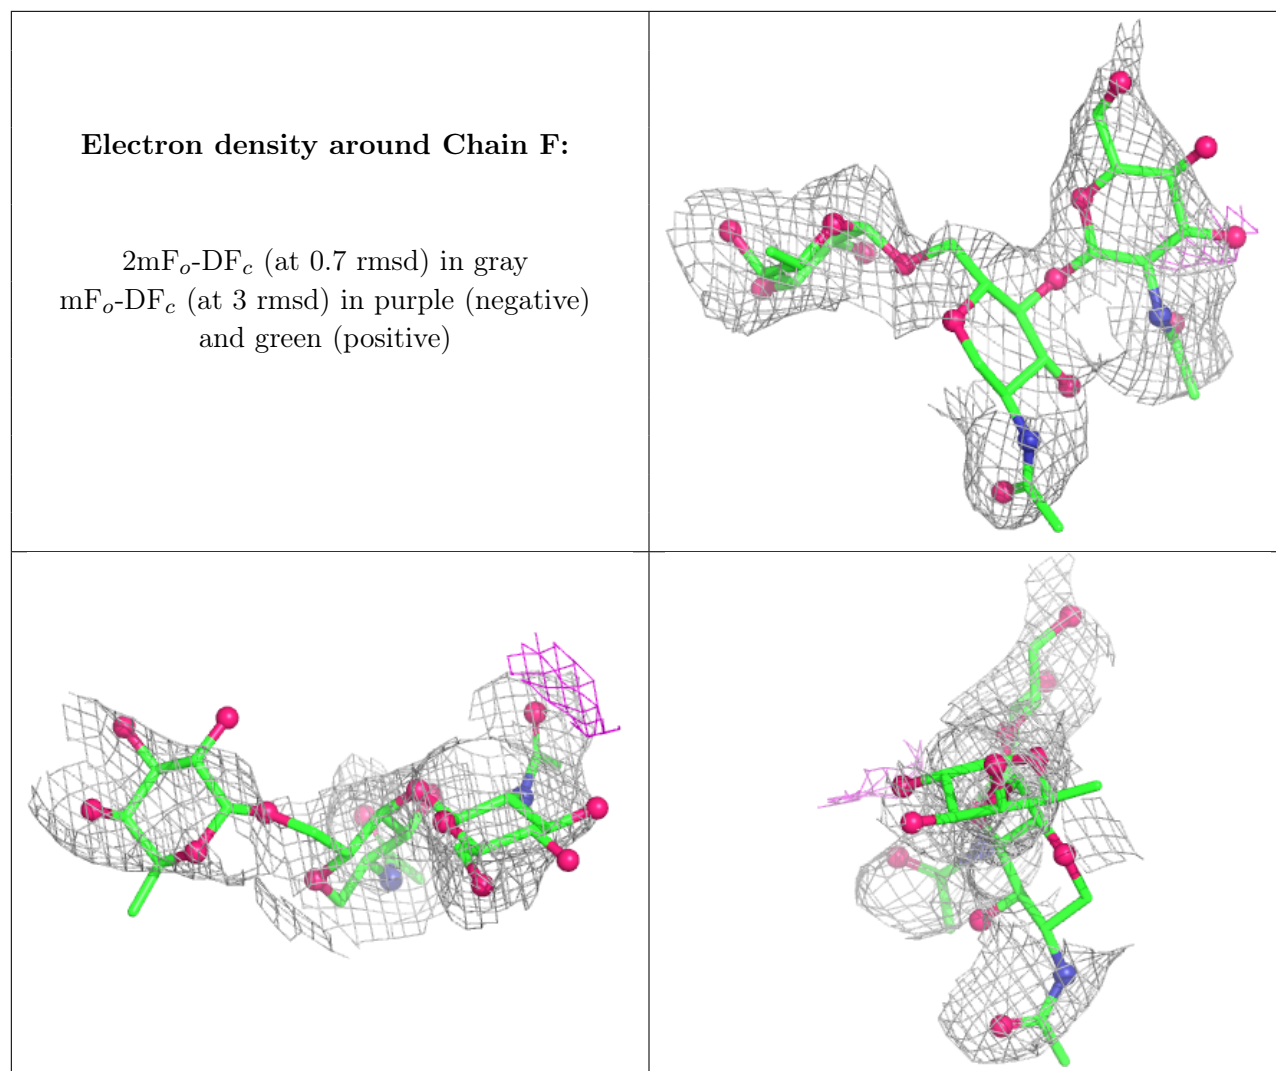 Electron density around Chain F:
2mFₒ-DF𝒸 (at 0.7 rmsd) in gray
mFₒ-DF𝒸 (at 3 rmsd) in purple (negative)
and green (positive)